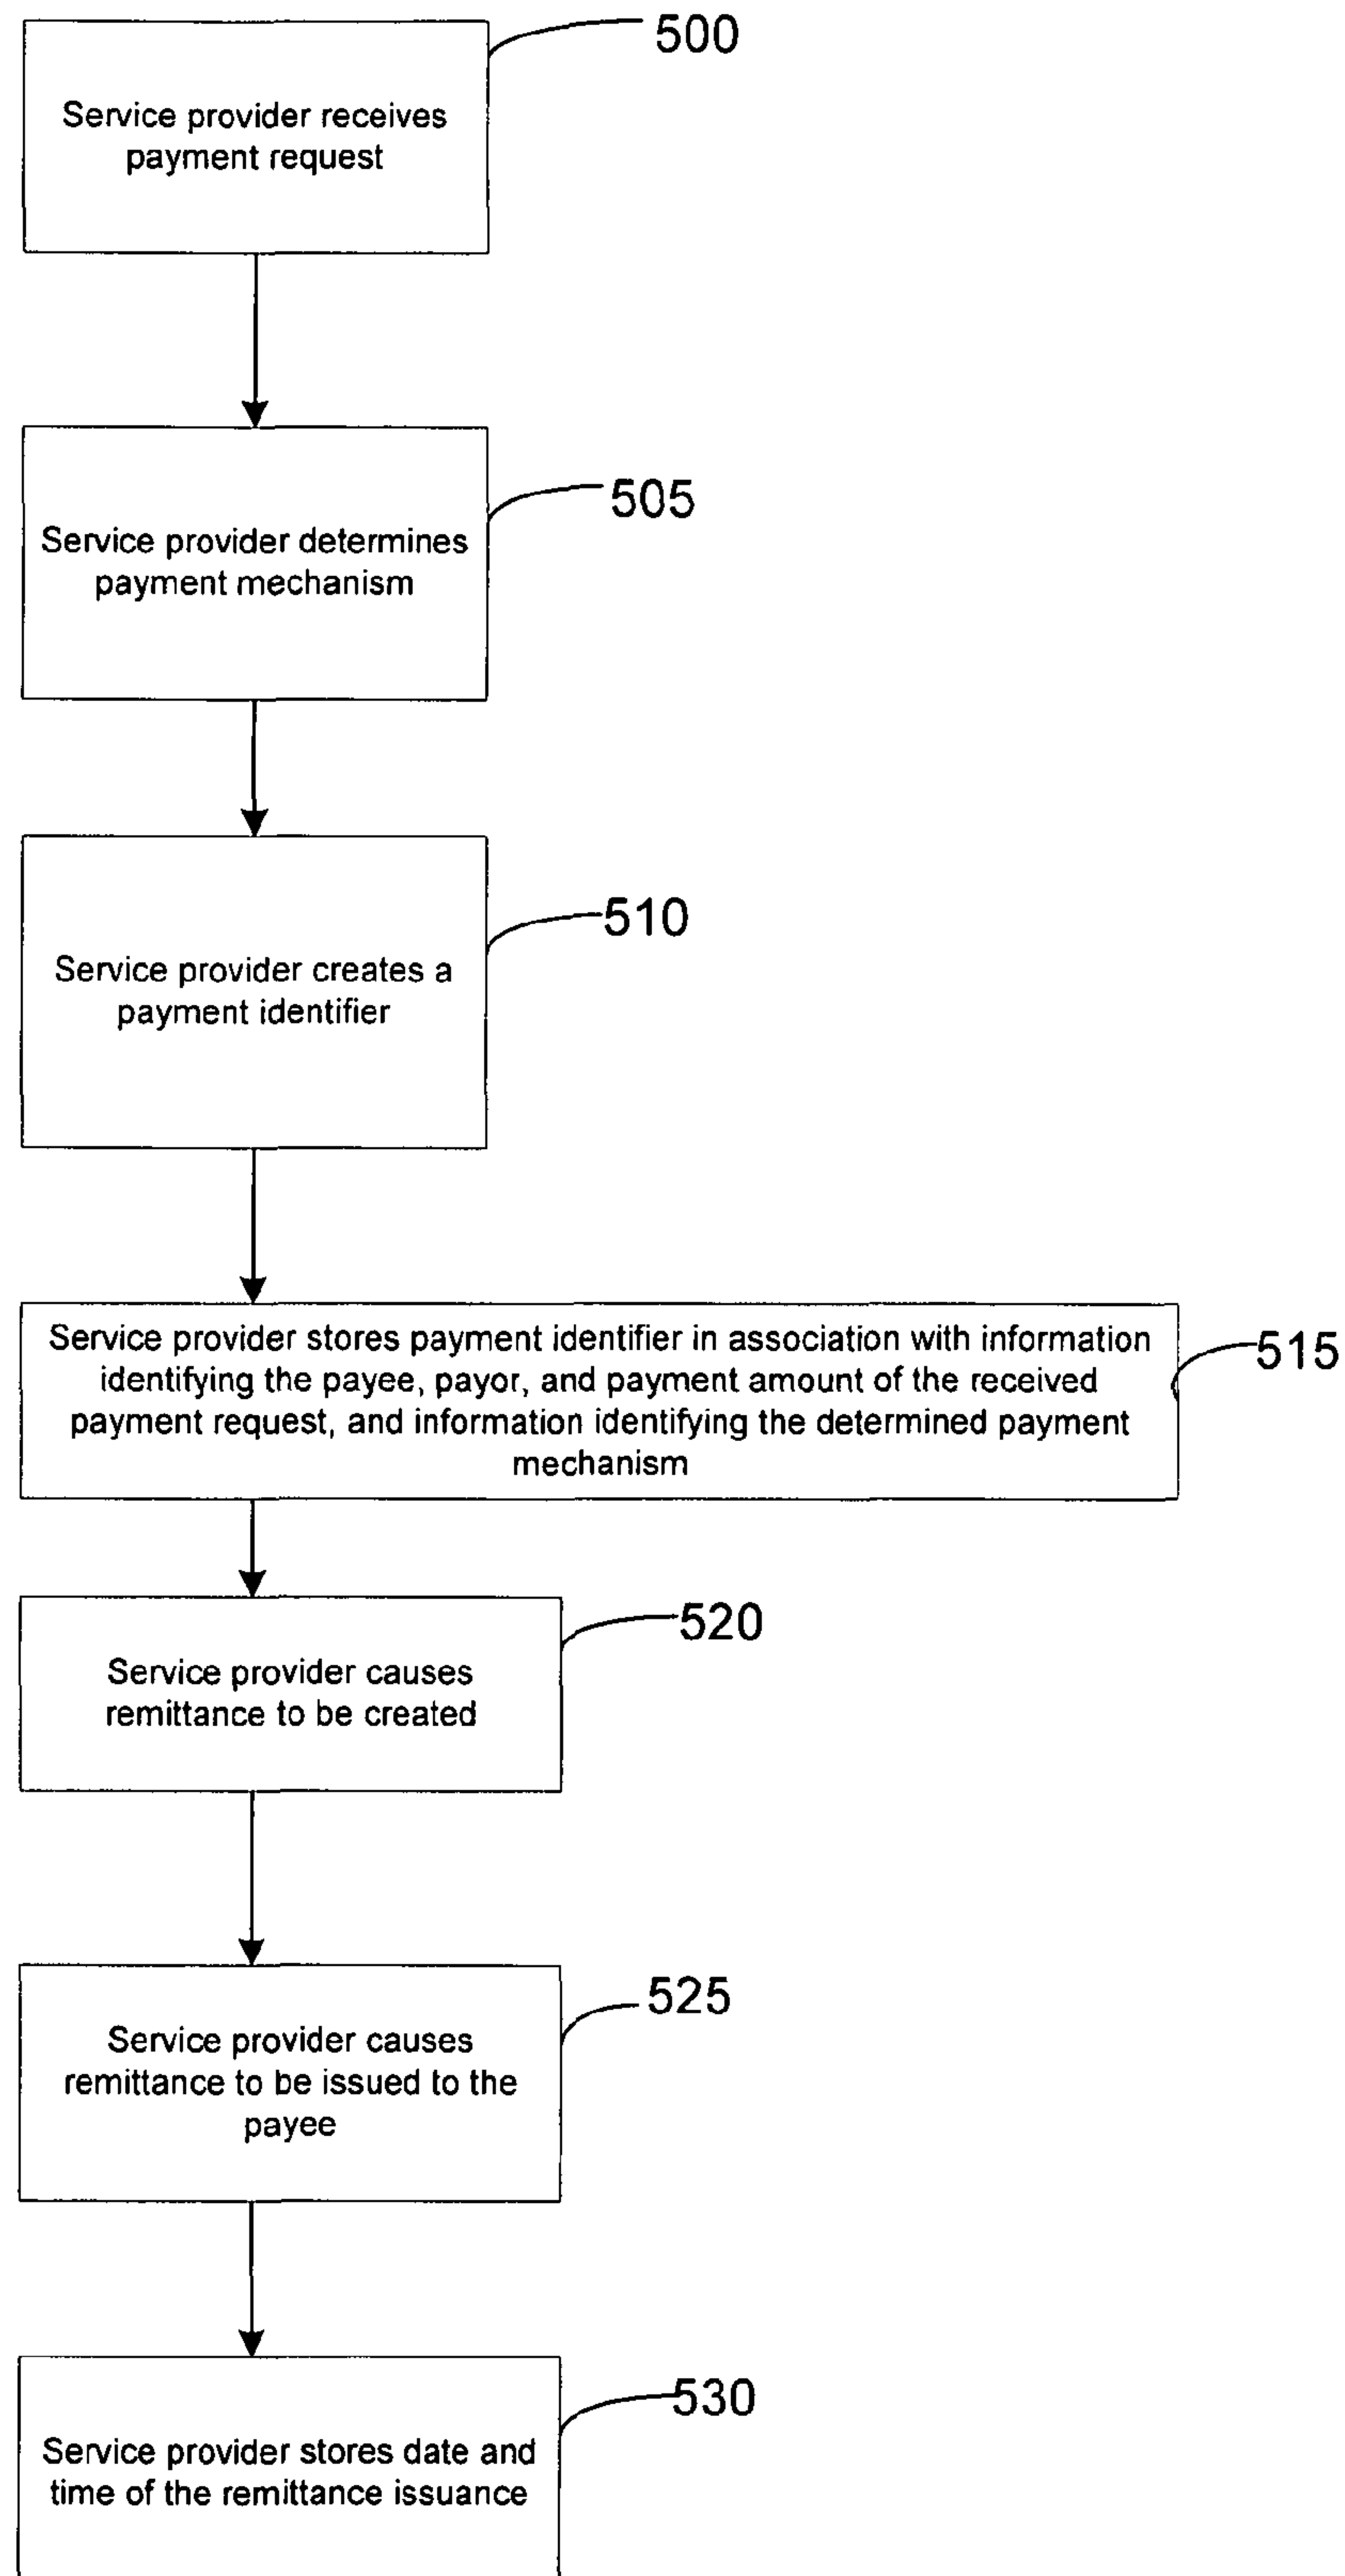 500
Service provider receives
payment request
505
Service provider determines
payment mechanism
510
Service provider creates a
payment identifier
Service provider stores payment identifier in association with information
identifying the payee, payor, and payment amount of the received
payment request, and information identifying the determined payment
mechanism
515
520
Service provider causes
remittance to be created
525
Service provider causes
remittance to be issued to the
payee
530
Service provider stores date and
time of the remittance issuance